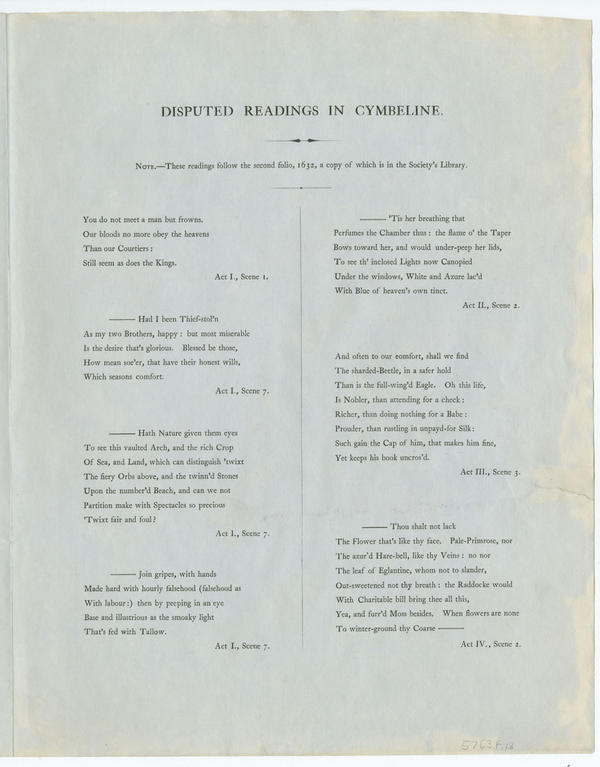 DISPUTED READINGS IN CYMBELINE.
NOTE.—These readings follow the second folio, 1632, a copy of which is in the Society's Library.
You do not meet a man but frowns.
Our bloods no more obey the heavens
Than our Courtiers:
Still seem as does the Kings.
Act I., Scene 1.
——— Had I been Thief-stol'n
As my two Brothers, happy: but most miserable
Is the desire that's glorious. Blessed be those,
How mean soe'er, that have their honest wills,
Which seasons comfort.
Act I., Scene 7.
——— Hath Nature given them eyes
To see this vaulted Arch, and the rich Crop
Of Sea, and Land, which can distinguish 'twixt
The fiery Orbs above, and the twinn'd Stones
Upon the number'd Beach, and can we not
Partition make with Spectacles so precious
'Twixt fair and foul?
Act I., Scene 7.
——— Join gripes, with hands
Made hard with hourly falsehood (falsehood as
With labour:) then by peeping in an eye
Base and illustrious as the smoaky light
That's fed with Tallow.
Act I., Scene 7.
——— 'Tis her breathing that
Perfumes the Chamber thus: the flame o' the Taper
Bows toward her, and would under-peep her lids,
To see th' inclosed Lights now Canopied
Under the windows, White and Azure lac'd
With Blue of heaven's own tinct.
Act II., Scene 2.
And often to our comfort, shall we find
The sharded-Beetle, in a safer hold
Than is the full-wing'd Eagle. Oh this life,
Is Nobler, than attending for a check:
Richer, than doing nothing for a Babe:
Prouder, than rustling in unpayd-for Silk:
Such gain the Cap of him, that makes him fine,
Yet keeps his book uncros'd.
Act III., Scene 3.
——— Thou shalt not lack
The Flower that's like thy face. Pale-Primrose, nor
The azur'd Hare-bell, like thy Veins: no nor
The leaf of Eglantine, whom not to slander,
Out-sweetened not thy breath: the Raddocke would
With Charitable bill bring thee all this,
Yea, and furr'd Moss besides. When flowers are none
To winter-ground thy Coarse ———
Act IV., Scene 2.